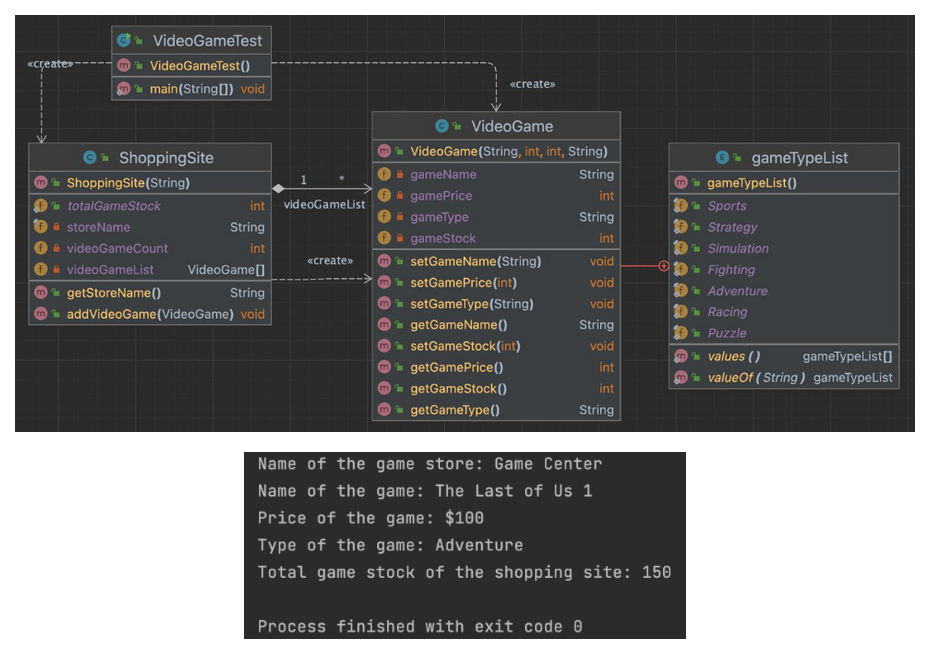 VideoGameTest
VideoGameTest()
main(String[]) void
«create»
«create»
ShoppingSite
ShoppingSite(String)
totalGameStock int
storeName String
videoGameCount int
videoGameList VideoGame[]
getStoreName() String
addVideoGame(VideoGame) void
1 *
videoGameList
«create»
VideoGame
VideoGame(String, int, int, String)
gameName String
gamePrice int
gameType String
gameStock int
setGameName(String) void
setGamePrice(int) void
setGameType(String) void
getGameName() String
setGameStock(int) void
getGamePrice() int
getGameStock() int
getGameType() String
gameTypeList
gameTypeList()
Sports
Strategy
Simulation
Fighting
Adventure
Racing
Puzzle
values () gameTypeList[]
valueOf ( String ) gameTypeList
Name of the game store: Game Center
Name of the game: The Last of Us 1
Price of the game: $100
Type of the game: Adventure
Total game stock of the shopping site: 150
Process finished with exit code 0